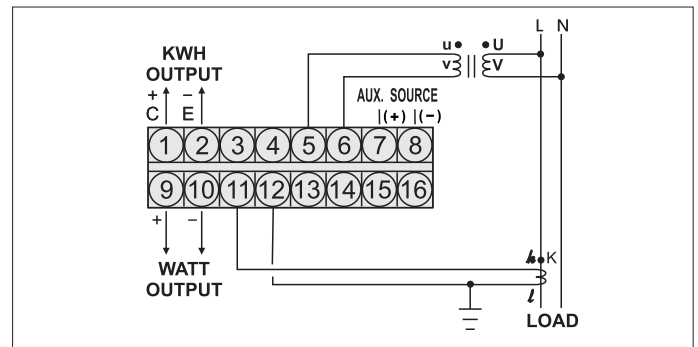 L N
u U
v V
KWH
OUTPUT
+ −
C E
AUX. SOURCE
(+) (−)
1 2 3 4 5 6 7 8
9 10 11 12 13 14 15 16
+ −
WATT
OUTPUT
k K
l
LOAD